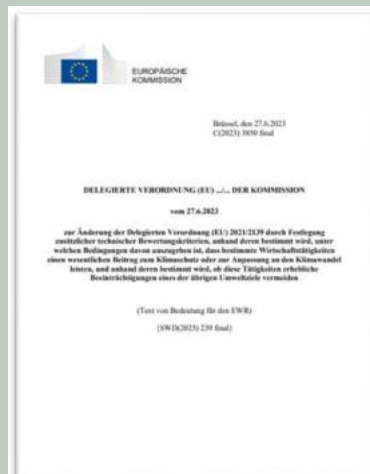 EUROPÄISCHE
KOMMISSION
Brüssel, den 27.6.2023
C(2023) 3850 final
DELEGIERTE VERORDNUNG (EU) .../... DER KOMMISSION
vom 27.6.2023
zur Änderung der Delegierten Verordnung (EU) 2021/2139 durch Festlegung
zusätzlicher technischer Bewertungskriterien, anhand deren bestimmt wird, unter
welchen Bedingungen davon auszugehen ist, dass bestimmte Wirtschaftstätigkeiten
einen wesentlichen Beitrag zum Klimaschutz oder zur Anpassung an den Klimawandel
leisten, und anhand deren bestimmt wird, ob diese Tätigkeiten erhebliche
Beeinträchtigungen eines der übrigen Umweltziele vermeiden
(Text von Bedeutung für den EWR)
{SWD(2023) 239 final}